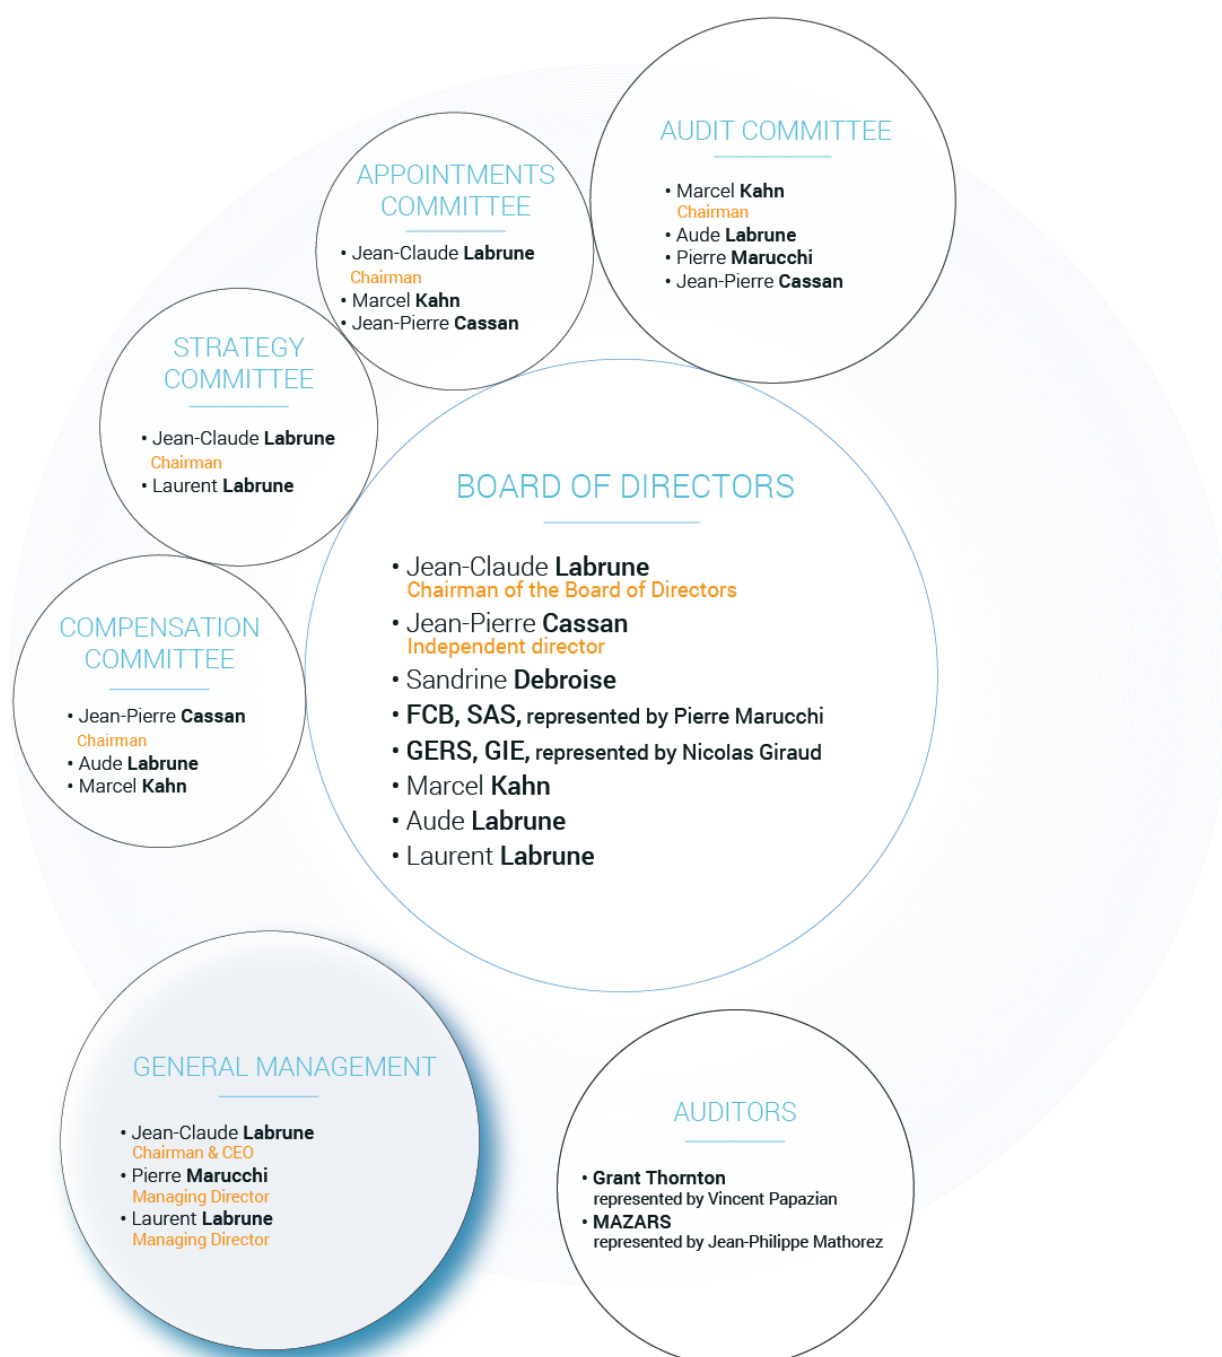 AUDIT COMMITTEE
• Marcel Kahn
Chairman
• Aude Labrune
• Pierre Marucchi
• Jean-Pierre Cassan
APPOINTMENTS
COMMITTEE
• Jean-Claude Labrune
Chairman
• Marcel Kahn
• Jean-Pierre Cassan
STRATEGY
COMMITTEE
• Jean-Claude Labrune
Chairman
• Laurent Labrune
BOARD OF DIRECTORS
• Jean-Claude Labrune
Chairman of the Board of Directors
• Jean-Pierre Cassan
Independent director
• Sandrine Debroise
• FCB, SAS, represented by Pierre Marucchi
• GERS, GIE, represented by Nicolas Giraud
• Marcel Kahn
• Aude Labrune
• Laurent Labrune
COMPENSATION
COMMITTEE
• Jean-Pierre Cassan
Chairman
• Aude Labrune
• Marcel Kahn
GENERAL MANAGEMENT
• Jean-Claude Labrune
Chairman & CEO
• Pierre Marucchi
Managing Director
• Laurent Labrune
Managing Director
AUDITORS
• Grant Thornton
represented by Vincent Papazian
• MAZARS
represented by Jean-Philippe Mathorez